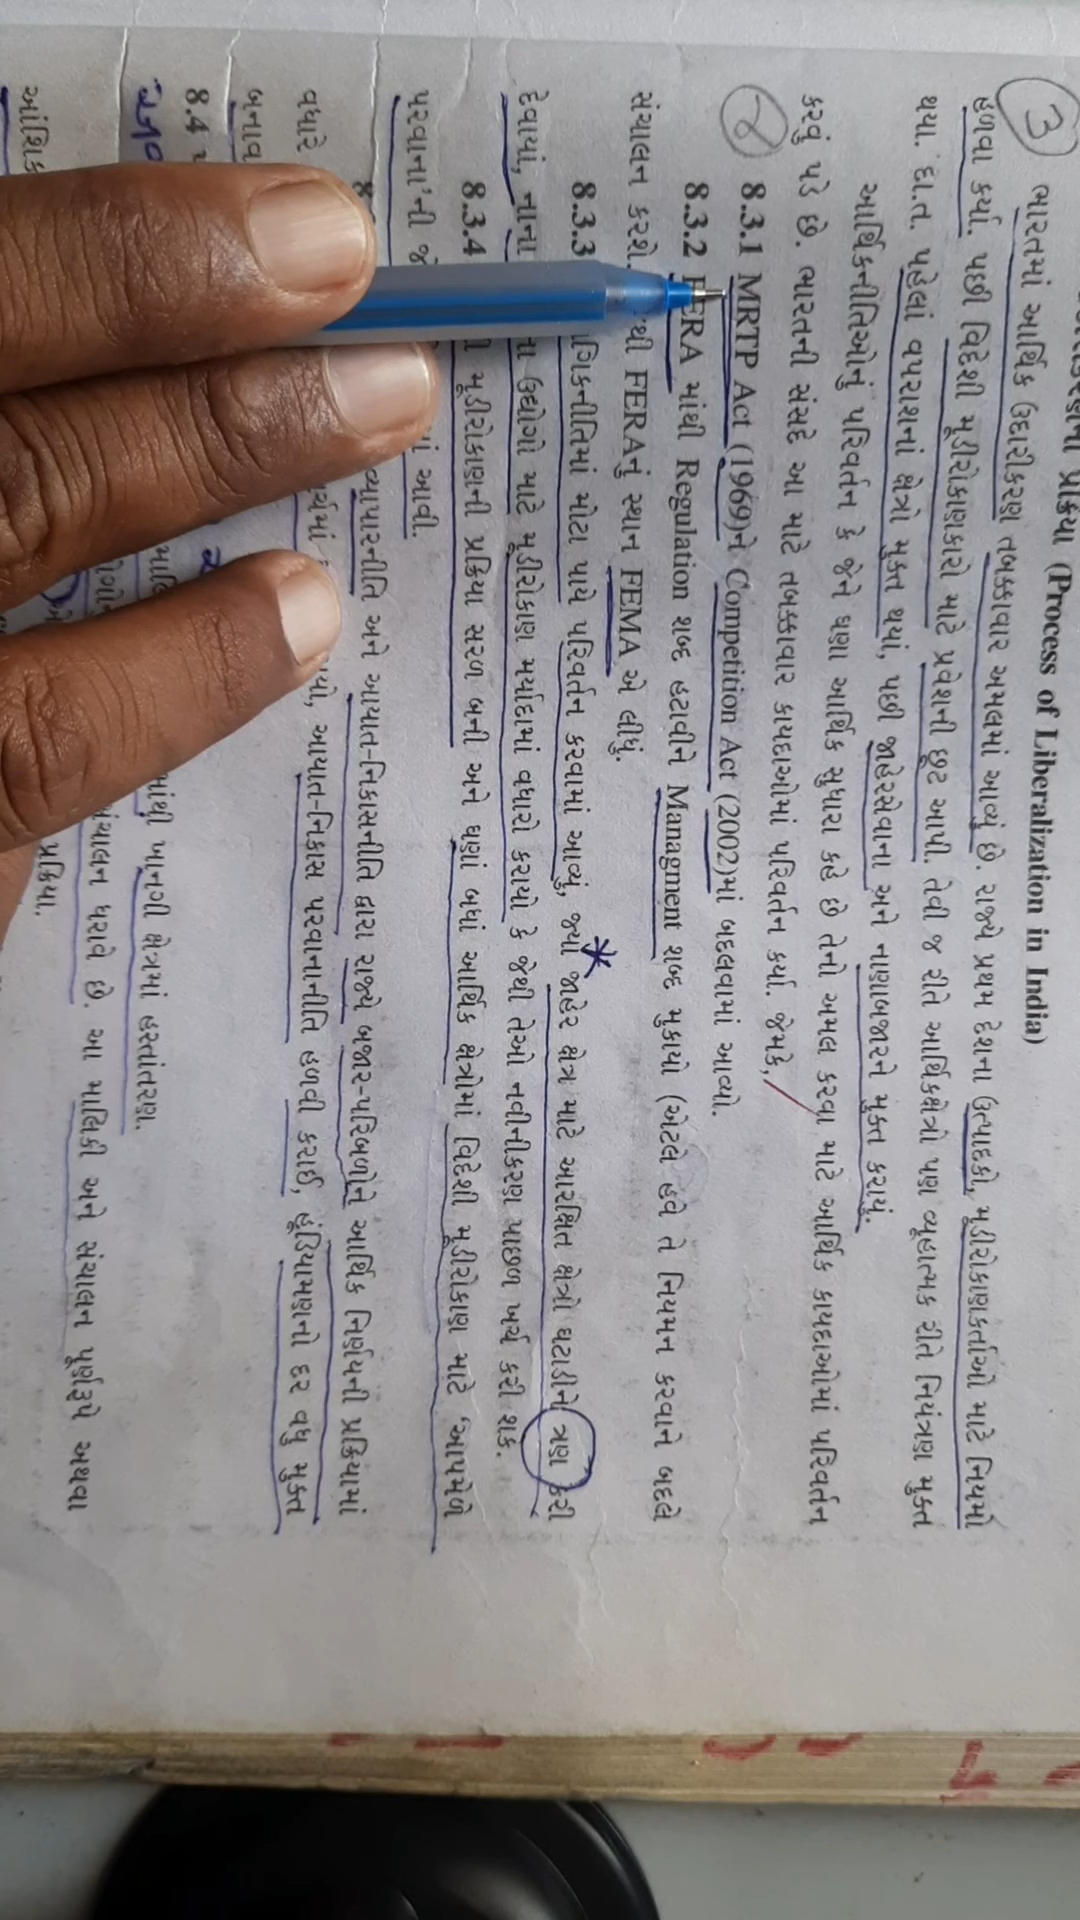 પ્રક્રિયા (Process of Liberalization in India)
3
ભારતમાં આર્થિક ઉદારીકરણ તબક્કાવાર અમલમાં આવ્યું છે. રાજ્યે પ્રથમ દેશના ઉત્પાદકો, મૂડીરોકાણકર્તાઓ માટે નિયમો
હળવા કર્યા. પછી વિદેશી મૂડીરોકાણકારો માટે પ્રવેશની છૂટ આપી. તેવી જ રીતે આર્થિકક્ષેત્રો પણ વ્યૂહાત્મક રીતે નિયંત્રણ મુક્ત
થયા. દા.ત. પહેલાં વપરાશનાં ક્ષેત્રો મુક્ત થયાં, પછી જાહેરસેવાના અને નાણાબજારને મુક્ત કરાયું.
આર્થિકનીતિઓનું પરિવર્તન કે જેને ઘણા આર્થિક સુધારા કહે છે તેનો અમલ કરવા માટે આર્થિક કાયદાઓમાં પરિવર્તન
કરવું પડે છે. ભારતની સંસદે આ માટે તબક્કાવાર કાયદાઓમાં પરિવર્તન કર્યા. જેમકે,
8.3.1 MRTP Act (1969)ને Competition Act (2002)માં બદલવામાં આવ્યો.
8.3.2 FERA માંથી Regulation શબ્દ હટાવીને Managment શબ્દ મુકાયો (એટલે હવે તે નિયમન કરવાને બદલે
સંચાલન કરશે. થી FERAનું સ્થાન FEMA એ લીધું.
8.3.3 મોટા પાયે પરિવર્તન કરવામાં આવ્યું, જ્યા જાહેર ક્ષેત્ર માટે આરક્ષિત ક્ષેત્રો ઘટાડીને ત્રણ કરી
દેવાયાં, નાના ઉદ્યોગો માટે મૂડીરોકાણ મર્યાદામાં વધારો કરાયો કે જેથી તેઓ નવીનીકરણ પાછળ ખર્ચ કરી શકે.
8.3.4 મૂડીરોકાણની પ્રક્રિયા સરળ બની અને ઘણાં બધાં આર્થિક ક્ષેત્રોમાં વિદેશી મૂડીરોકાણ માટે 'આપમેળે
પરવાના'ની જ આવી.
વ્યાપારનીતિ અને આયાત-નિકાસનીતિ દ્વારા રાજ્યે બજાર-પરિબળોને આર્થિક નિર્ણયની પ્રક્રિયામાં
વધારે આયાત-નિકાસ પરવાનાનીતિ હળવી કરાઈ, હૂંડિયામણનો દર વધુ મુક્ત
બનાવ
8.4
ખાનગી ક્ષેત્રમાં હસ્તાંતરણ.
સંચાલન ધરાવે છે. આ માલિકી અને સંચાલન પૂર્ણરૂપે અથવા
આંશિક પ્રક્રિયા.